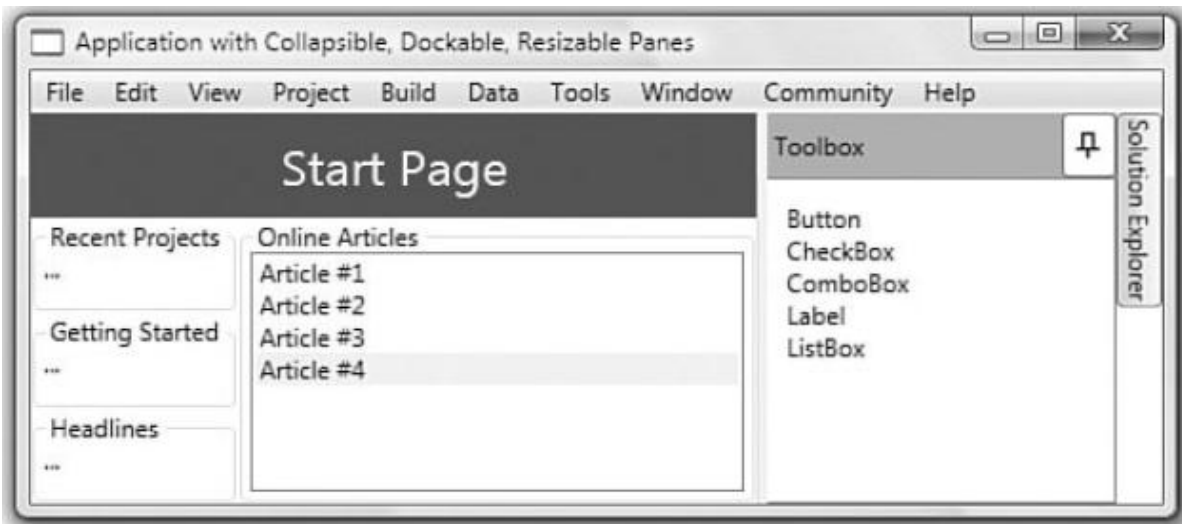 Application with Collapsible, Dockable, Resizable Panes
File Edit View Project Build Data Tools Window Community Help
Start Page
Recent Projects
...
Getting Started
...
Headlines
...
Online Articles
Article #1
Article #2
Article #3
Article #4
Toolbox
Button
CheckBox
ComboBox
Label
ListBox
Solution Explorer